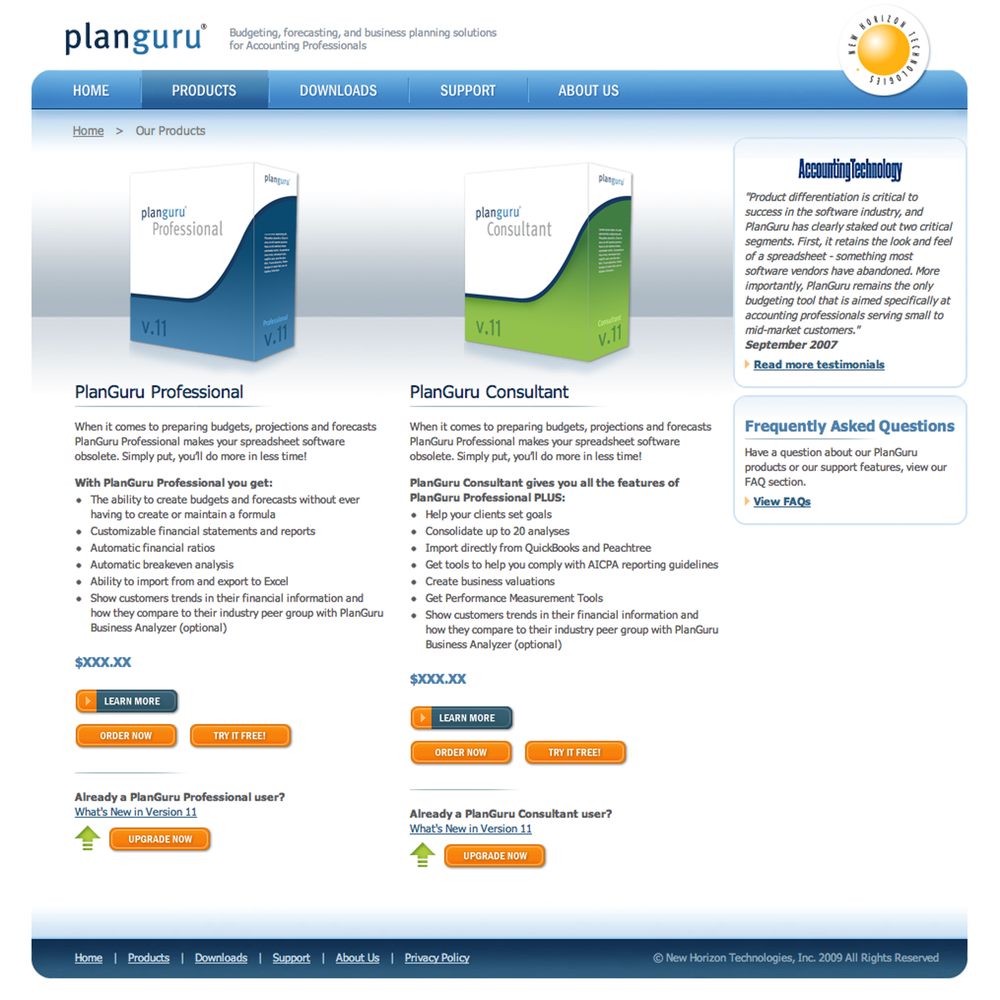 planguru®
Budgeting, forecasting, and business planning solutions
for Accounting Professionals
NEW HORIZON TECHNOLOGIES
HOME
PRODUCTS
DOWNLOADS
SUPPORT
ABOUT US
Home > Our Products
planguru
planguru
Professional
v.11
Professional
v.11
planguru
planguru
Consultant
v.11
Consultant
v.11
PlanGuru Professional
When it comes to preparing budgets, projections and forecasts
PlanGuru Professional makes your spreadsheet software
obsolete. Simply put, you'll do more in less time!
With PlanGuru Professional you get:
• The ability to create budgets and forecasts without ever
having to create or maintain a formula
• Customizable financial statements and reports
• Automatic financial ratios
• Automatic breakeven analysis
• Ability to import from and export to Excel
• Show customers trends in their financial information and
how they compare to their industry peer group with PlanGuru
Business Analyzer (optional)
$XXX.XX
LEARN MORE
ORDER NOW
TRY IT FREE!
Already a PlanGuru Professional user?
What's New in Version 11
UPGRADE NOW
PlanGuru Consultant
When it comes to preparing budgets, projections and forecasts
PlanGuru Professional makes your spreadsheet software
obsolete. Simply put, you'll do more in less time!
PlanGuru Consultant gives you all the features of
PlanGuru Professional PLUS:
• Help your clients set goals
• Consolidate up to 20 analyses
• Import directly from QuickBooks and Peachtree
• Get tools to help you comply with AICPA reporting guidelines
• Create business valuations
• Get Performance Measurement Tools
• Show customers trends in their financial information and
how they compare to their industry peer group with PlanGuru
Business Analyzer (optional)
$XXX.XX
LEARN MORE
ORDER NOW
TRY IT FREE!
Already a PlanGuru Consultant user?
What's New in Version 11
UPGRADE NOW
AccountingTechnology
"Product differentiation is critical to
success in the software industry, and
PlanGuru has clearly staked out two critical
segments. First, it retains the look and feel
of a spreadsheet - something most
software vendors have abandoned. More
importantly, PlanGuru remains the only
budgeting tool that is aimed specifically at
accounting professionals serving small to
mid-market customers."
September 2007
Read more testimonials
Frequently Asked Questions
Have a question about our PlanGuru
products or our support features, view our
FAQ section.
View FAQs
Home | Products | Downloads | Support | About Us | Privacy Policy
© New Horizon Technologies, Inc. 2009 All Rights Reserved